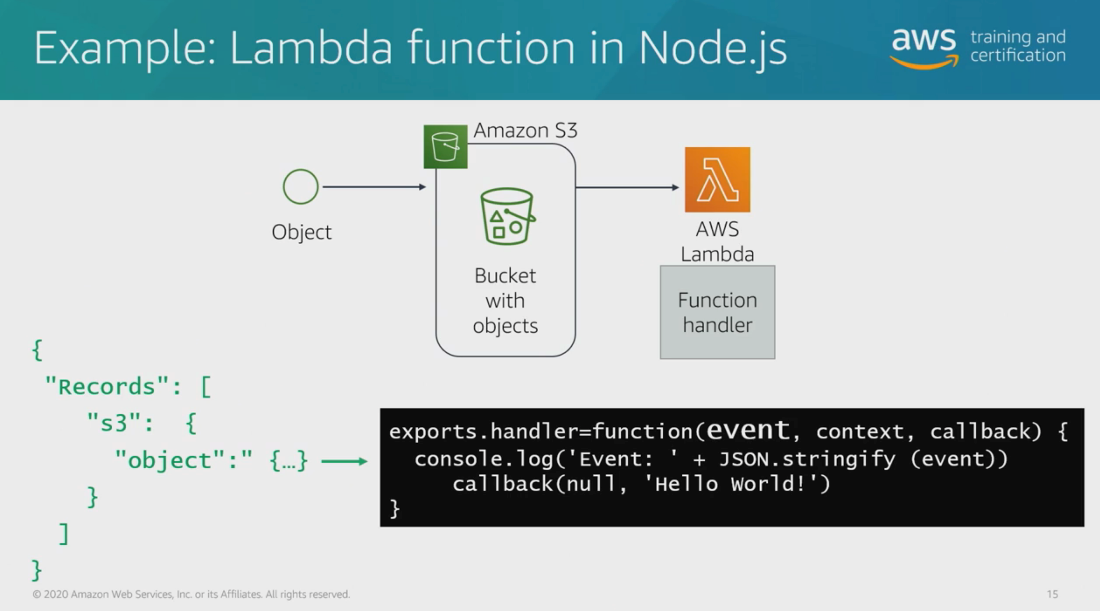 Example: Lambda function in Node.js
aws training and
certification
Amazon S3
Object
Bucket
with
objects
AWS
Lambda
Function
handler
{
"Records": [
"s3":  {
"object":" {…}
}
]
}
exports.handler=function(event, context, callback) {
console.log('Event: ' + JSON.stringify (event))
callback(null, 'Hello World!')
}
© 2020 Amazon Web Services, Inc. or its Affiliates. All rights reserved.
15